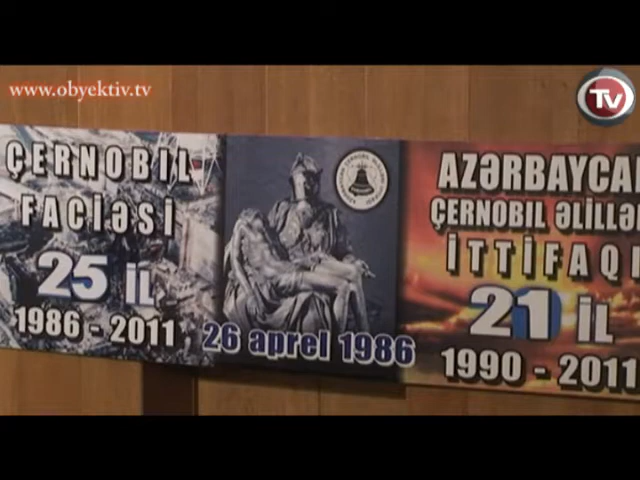 www.obyektiv.tv
TV
ÇERNOBIL
FACİƏSİ
25 İL
1986 - 2011
26 aprel 1986
AZƏRBAYCAN
ÇERNOBIL ƏLİLLƏ
İTTİFAQI
21 İL
1990 - 2011